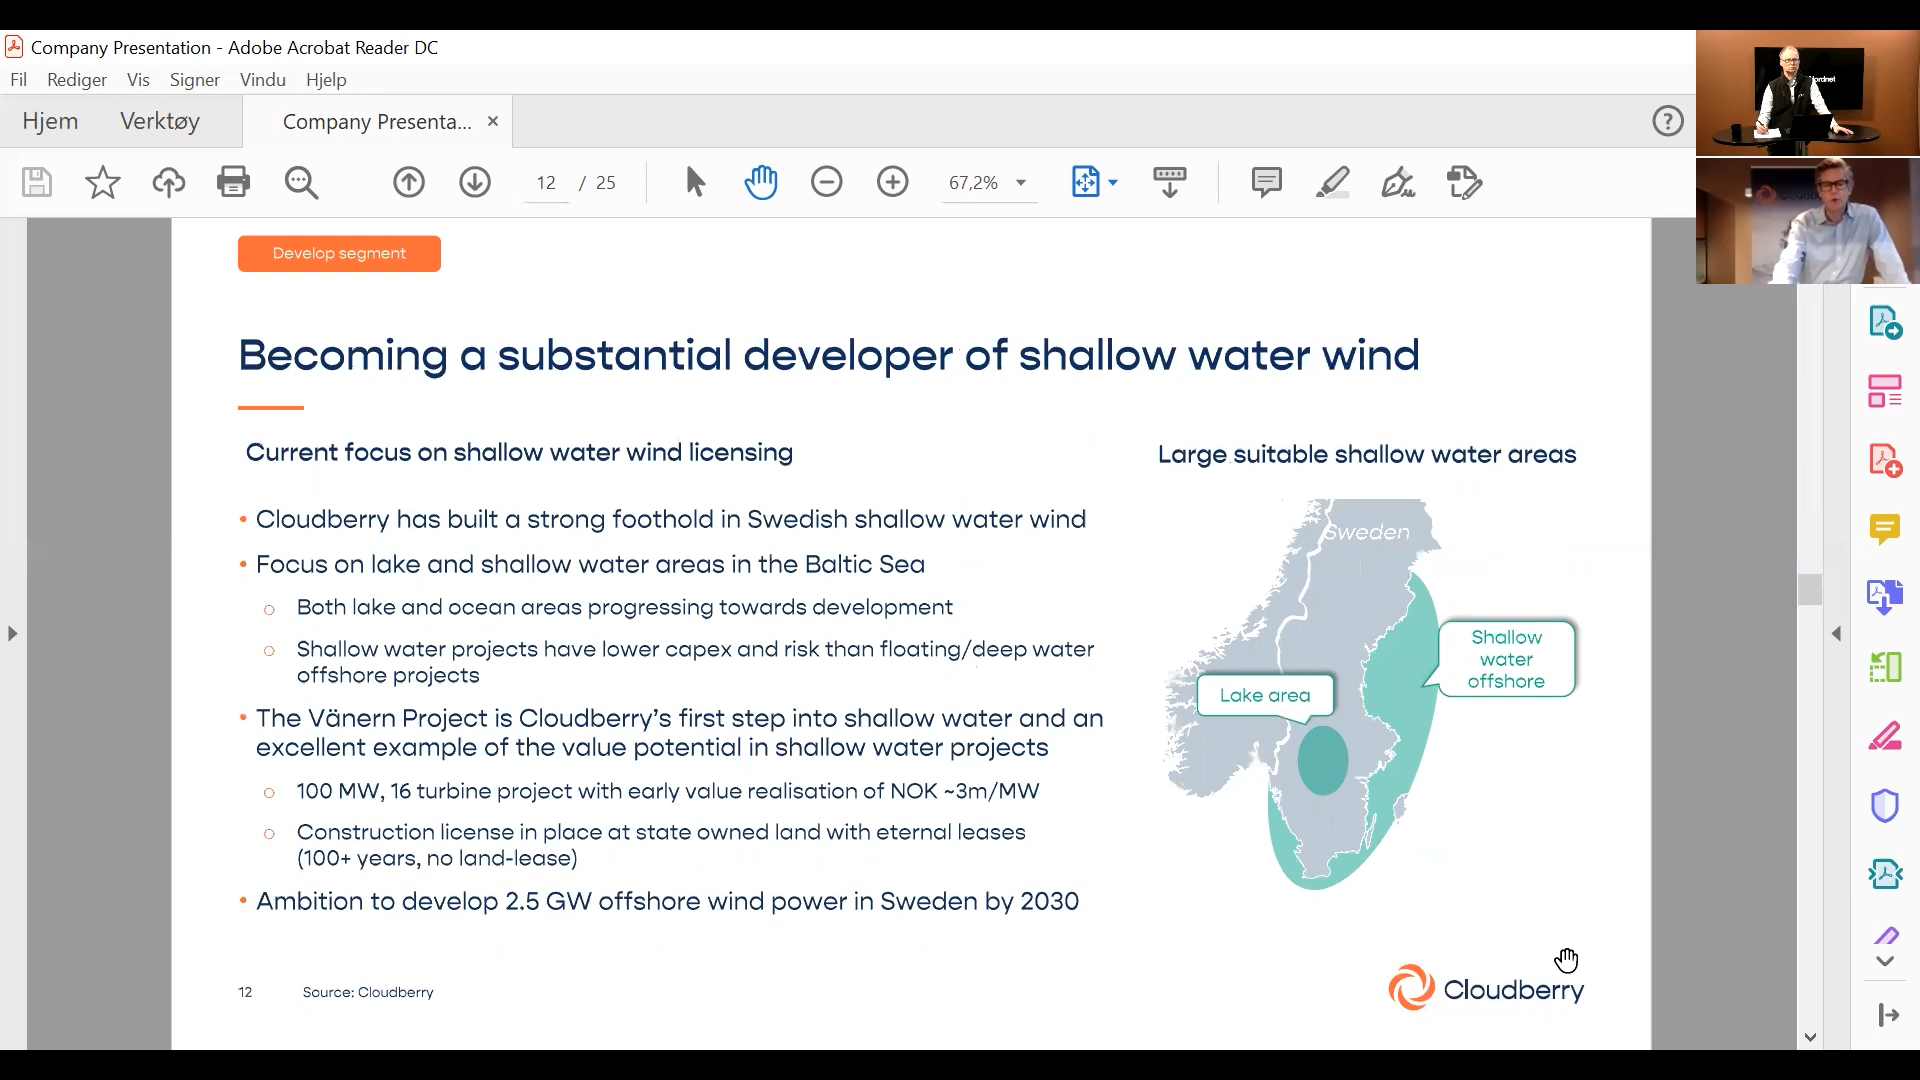 Company Presentation - Adobe Acrobat Reader DC
Fil Rediger Vis Signer Vindu Hjelp
Hjem Verktøy Company Presenta... ×
12 / 25 67,2%
Develop segment
Becoming a substantial developer of shallow water wind
Current focus on shallow water wind licensing
• Cloudberry has built a strong foothold in Swedish shallow water wind
• Focus on lake and shallow water areas in the Baltic Sea
○ Both lake and ocean areas progressing towards development
○ Shallow water projects have lower capex and risk than floating/deep water
offshore projects
• The Vänern Project is Cloudberry’s first step into shallow water and an
excellent example of the value potential in shallow water projects
○ 100 MW, 16 turbine project with early value realisation of NOK ~3m/MW
○ Construction license in place at state owned land with eternal leases
(100+ years, no land-lease)
• Ambition to develop 2.5 GW offshore wind power in Sweden by 2030
Large suitable shallow water areas
Sweden
Shallow
water
offshore
Lake area
12 Source: Cloudberry
Cloudberry